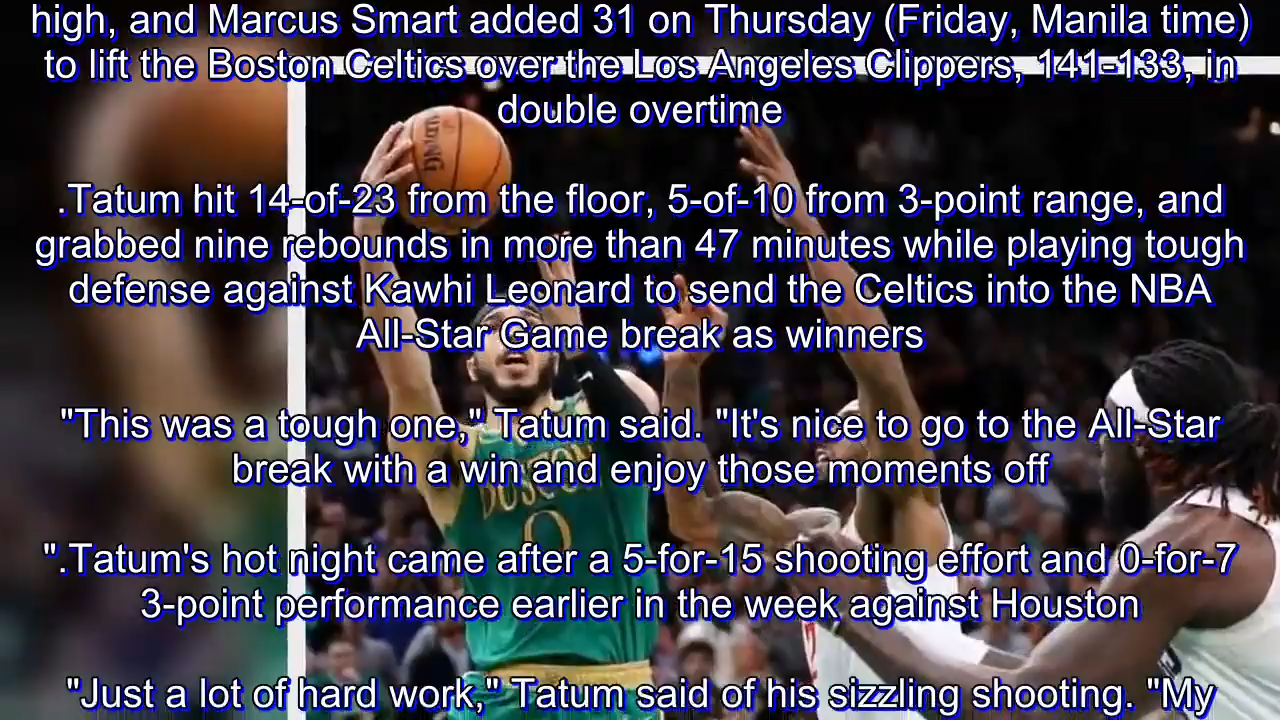 high, and Marcus Smart added 31 on Thursday (Friday, Manila time)
to lift the Boston Celtics over the Los Angeles Clippers, 141-133, in
double overtime
.Tatum hit 14-of-23 from the floor, 5-of-10 from 3-point range, and
grabbed nine rebounds in more than 47 minutes while playing tough
defense against Kawhi Leonard to send the Celtics into the NBA
All-Star Game break as winners
"This was a tough one," Tatum said. "It's nice to go to the All-Star
break with a win and enjoy those moments off
".Tatum's hot night came after a 5-for-15 shooting effort and 0-for-7
3-point performance earlier in the week against Houston
"Just a lot of hard work," Tatum said of his sizzling shooting. "My
SPALDING
BOSTON
0